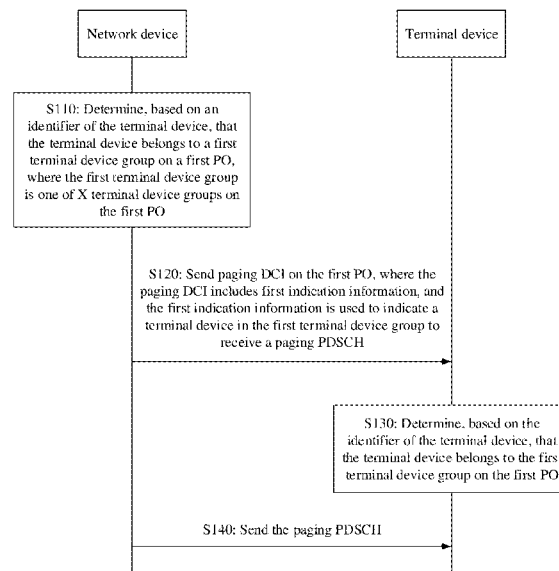 Network device
Terminal device
S110: Determine, based on an
identifier of the terminal device, that
the terminal device belongs to a first
terminal device group on a first PO,
where the first terminal device group
is one of X terminal device groups on
the first PO
S120: Send paging DCI on the first PO, where the
paging DCI includes first indication information, and
the first indication information is used to indicate a
terminal device in the first terminal device group to
receive a paging PDSCH
S130: Determine, based on the
identifier of the terminal device, that
the terminal device belongs to the first
terminal device group on the first PO
S140: Send the paging PDSCH